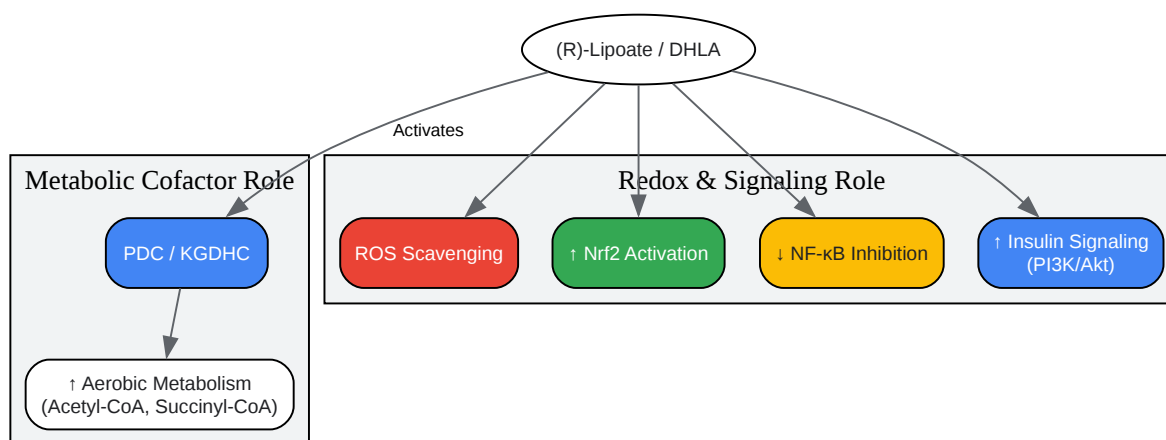 (R)-Lipoate / DHLA
Activates
Metabolic Cofactor Role
Redox & Signaling Role
PDC / KGDHC
ROS Scavenging
↑ Nrf2 Activation
↓ NF-κB Inhibition
↑ Insulin Signaling
(PI3K/Akt)
↑ Aerobic Metabolism
(Acetyl-CoA, Succinyl-CoA)